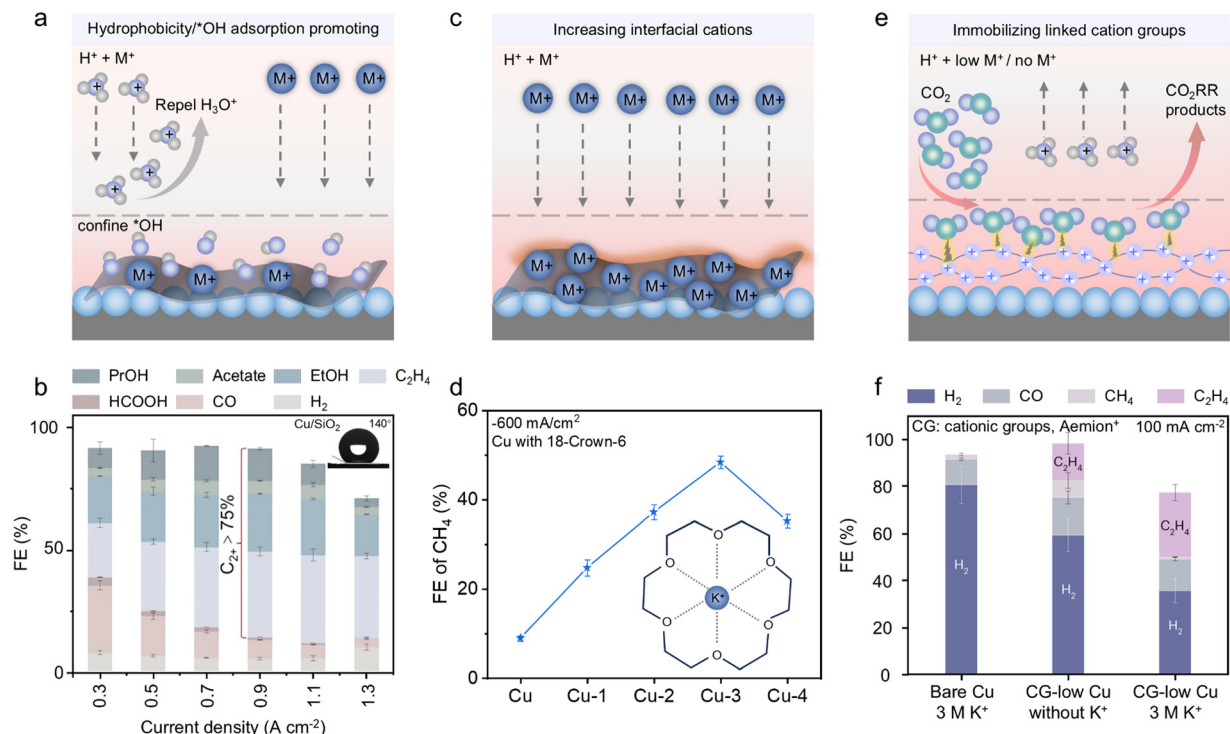 a
Hydrophobicity/*OH adsorption promoting
H⁺ + M⁺
M+ M+ M+
Repel H₃O⁺
+ +
+
+
+
confine *OH
M+ M+ M+
b
PrOH Acetate EtOH C₂H₄
HCOOH CO H₂
Cu/SiO₂ 140°
C₂₊ > 75%
FE (%)
100
50
0
0.3 0.5 0.7 0.9 1.1 1.3
Current density (A cm⁻²)
c
Increasing interfacial cations
H⁺ + M⁺
M+ M+ M+ M+ M+ M+
M+ M+ M+ M+ M+ M+ M+ M+ M+
d
-600 mA/cm²
Cu with 18-Crown-6
FE of CH₄ (%)
60
40
20
0
O
O O
K⁺
O O
O
Cu Cu-1 Cu-2 Cu-3 Cu-4
e
Immobilizing linked cation groups
H⁺ + low M⁺ / no M⁺
CO₂
CO₂RR
products
+ + +
+ + + + + + + + + + + + +
f
H₂ CO CH₄ C₂H₄
CG: cationic groups, Aemion⁺ 100 mA cm⁻²
FE (%)
100
80
60
40
20
0
C₂H₄
C₂H₄
H₂
H₂
H₂
Bare Cu
3 M K⁺
CG-low Cu
without K⁺
CG-low Cu
3 M K⁺